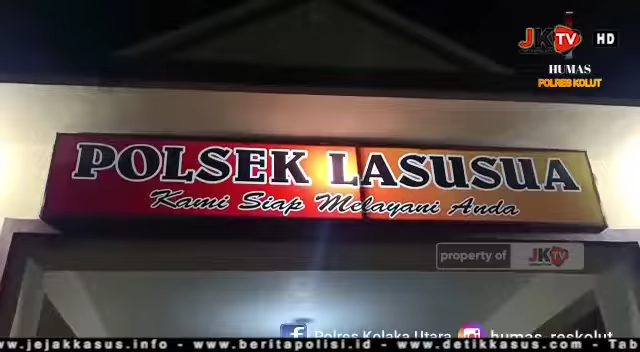 JKTV HD
HUMAS
POLRES KOLUT
POLSEK LASUSUA
Kami Siap Melayani Anda
property of JKTV
Polres Kolaka Utara humas_reskolut
www.jejakkasus.info - www.beritapolisi.id - www.detikkasus.com - Tab